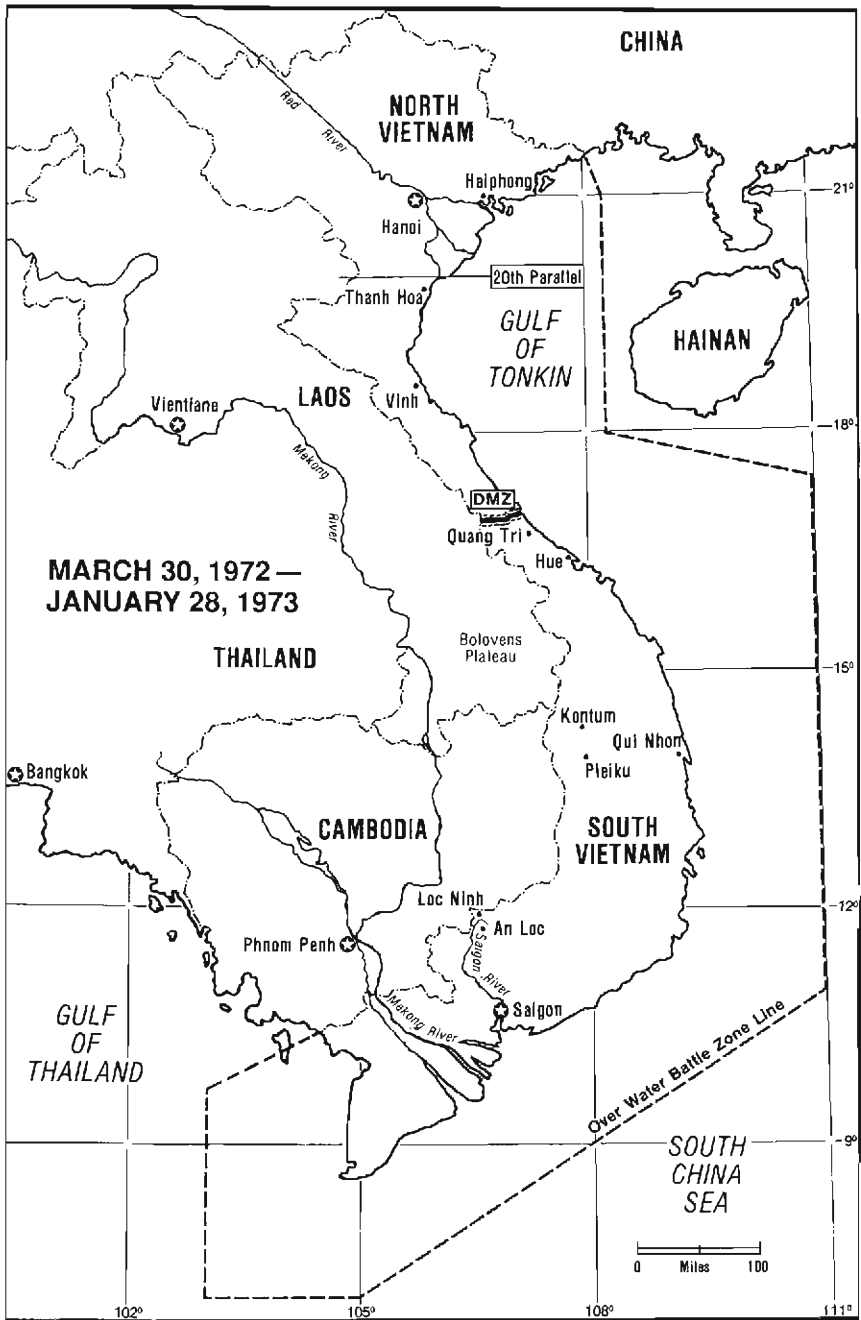 CHINA
NORTH
VIETNAM
Red
River
Haiphong
21°
Hanoi
20th Parallel
Thanh Hoa
GULF
OF
TONKIN
HAINAN
LAOS
Vinh
Vientiane
18°
Mekong
River
DMZ
Quang Tri
Hue
MARCH 30, 1972—
JANUARY 28, 1973
Bolovens
Plateau
THAILAND
15°
Kontum
Qui Nhon
Pleiku
Bangkok
CAMBODIA
SOUTH
VIETNAM
Loc Ninh
12°
An Loc
Saigon
River
Phnom Penh
Mekong River
Saigon
GULF
OF
THAILAND
Over Water Battle Zone Line
9°
SOUTH
CHINA
SEA
0 Miles 100
102° 105° 108° 111°